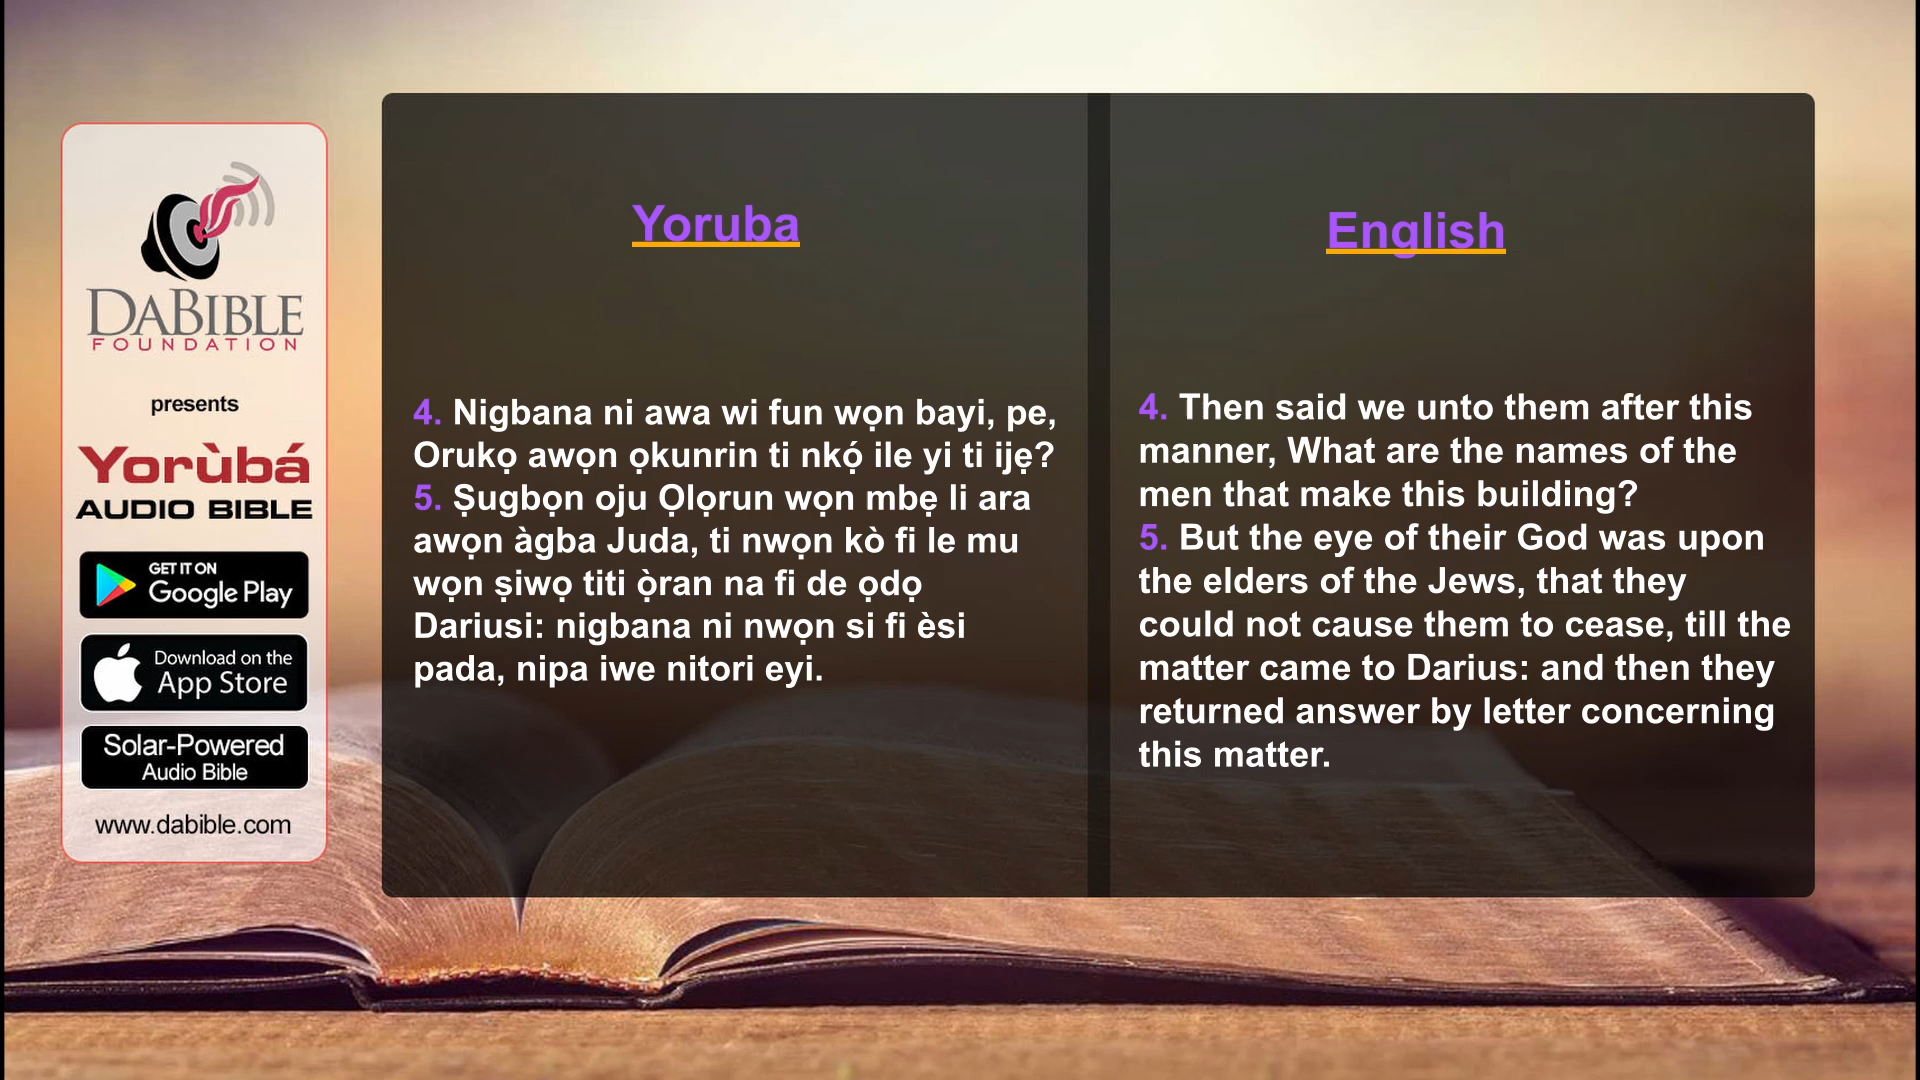 DABIBLE
FOUNDATION
presents
Yorùbá
AUDIO BIBLE
GET IT ON
Google Play
Download on the
App Store
Solar-Powered
Audio Bible
www.dabible.com
Yoruba
4. Nigbana ni awa wi fun wọn bayi, pe,
Orukọ awọn ọkunrin ti nkọ́ ile yi ti ijẹ?
5. Ṣugbọn oju Ọlọrun wọn mbẹ li ara
awọn àgba Juda, ti nwọn kò fi le mu
wọn ṣiwọ titi ọ̀ran na fi de ọdọ
Dariusi: nigbana ni nwọn si fi èsi
pada, nipa iwe nitori eyi.
English
4. Then said we unto them after this
manner, What are the names of the
men that make this building?
5. But the eye of their God was upon
the elders of the Jews, that they
could not cause them to cease, till the
matter came to Darius: and then they
returned answer by letter concerning
this matter.